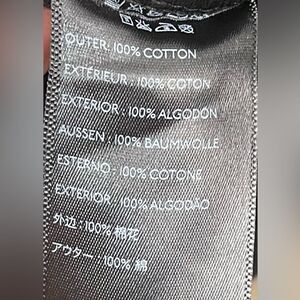 OUTER: 100% COTTON
EXTÉRIEUR : 100% COTON
EXTERIOR : 100% ALGODÓN
AUSSEN : 100% BAUMWOLLE
ESTERNO : 100% COTONE
EXTERIOR : 100% ALGODÃO
外边 : 100% 棉花
アウター : 100% 綿